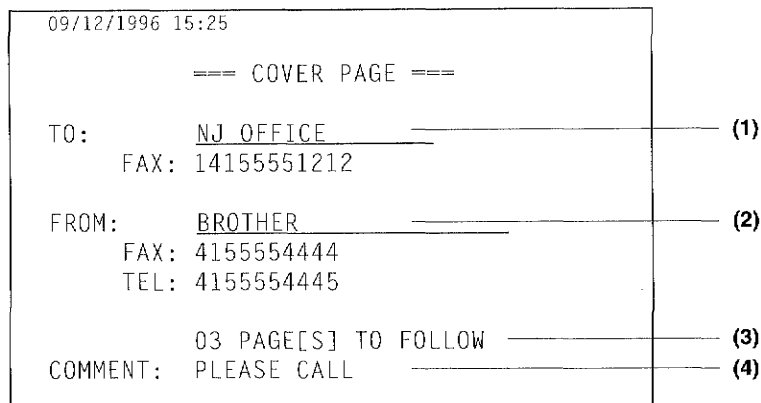 09/12/1996 15:25
=== COVER PAGE ===
TO: NJ OFFICE (1)
FAX: 14155551212
FROM: BROTHER (2)
FAX: 4155554444
TEL: 4155554445
03 PAGE[S] TO FOLLOW (3)
COMMENT: PLEASE CALL (4)